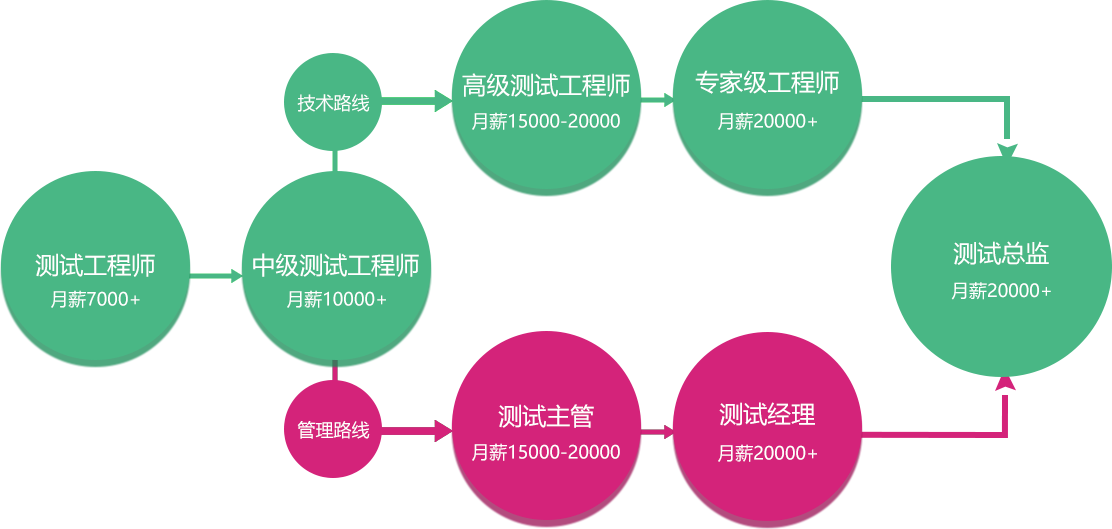 测试工程师
月薪7000+
中级测试工程师
月薪10000+
技术路线
高级测试工程师
月薪15000-20000
专家级工程师
月薪20000+
管理路线
测试主管
月薪15000-20000
测试经理
月薪20000+
测试总监
月薪20000+